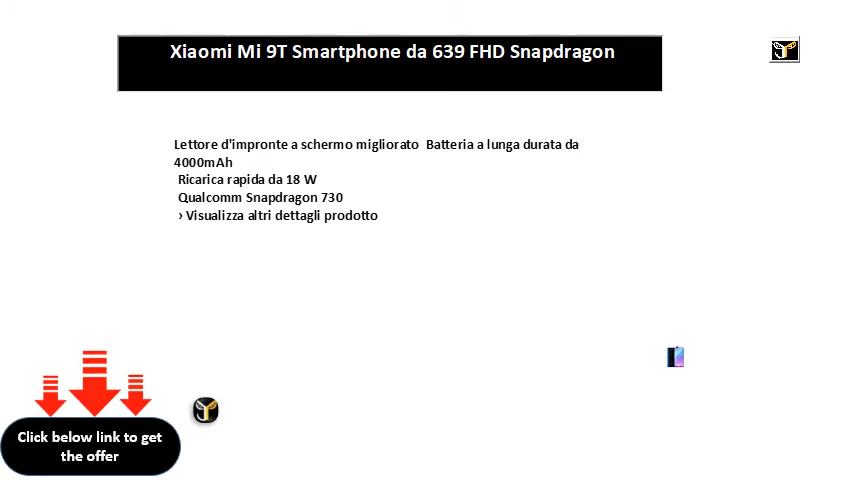 Xiaomi Mi 9T Smartphone da 639 FHD Snapdragon
Lettore d'impronte a schermo migliorato  Batteria a lunga durata da
4000mAh
Ricarica rapida da 18 W
Qualcomm Snapdragon 730
› Visualizza altri dettagli prodotto
Click below link to get
the offer